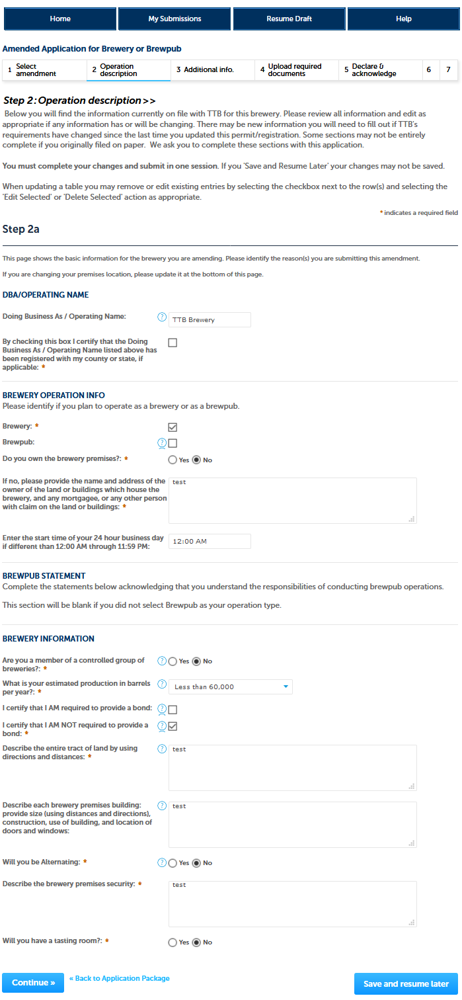 Home
My Submissions
Resume Draft
Help
Amended Application for Brewery or Brewpub
1 Select amendment
2 Operation description
3 Additional info.
4 Upload required documents
5 Declare & acknowledge
6
7
Step 2: Operation description >>
Below you will find the information currently on file with TTB for this brewery. Please review all information and edit as
appropriate if any information has or will be changing. There may be new information you will need to fill out if TTB's
requirements have changed since the last time you updated this permit/registration. Some sections may not be entirely
complete if you originally filed on paper. We ask you to complete these sections with this application.
You must complete your changes and submit in one session. If you 'Save and Resume Later' your changes may not be saved.
When updating a table you may remove or edit existing entries by selecting the checkbox next to the row(s) and selecting the
'Edit Selected' or 'Delete Selected' action as appropriate.
* indicates a required field
Step 2a
This page shows the basic information for the brewery you are amending. Please identify the reason(s) you are submitting this amendment.
If you are changing your premises location, please update it at the bottom of this page.
DBA/OPERATING NAME
Doing Business As / Operating Name: ? TTB Brewery
By checking this box I certify that the Doing
Business As / Operating Name listed above has
been registered with my county or state, if
applicable: *
BREWERY OPERATION INFO
Please identify if you plan to operate as a brewery or as a brewpub.
Brewery: *
Brewpub: ?
Do you own the brewery premises?: * Yes No
If no, please provide the name and address of the
owner of the land or buildings which house the
brewery, and any mortgagee, or any other person
with claim on the land or buildings: *
test
Enter the start time of your 24 hour business day
if different than 12:00 AM through 11:59 PM:
12:00 AM
BREWPUB STATEMENT
Complete the statements below acknowledging that you understand the responsibilities of conducting brewpub operations.
This section will be blank if you did not select Brewpub as your operation type.
BREWERY INFORMATION
Are you a member of a controlled group of
breweries?: * ? Yes No
What is your estimated production in barrels
per year?: * ? Less than 60,000
I certify that I AM required to provide a bond: ?
I certify that I AM NOT required to provide a
bond: * ?
Describe the entire tract of land by using
directions and distances: * ?
test
Describe each brewery premises building:
provide size (using distances and directions),
construction, use of building, and location of
doors and windows: ?
test
Will you be Alternating: * ? Yes No
Describe the brewery premises security: *
test
Will you have a tasting room?: * Yes No
Continue »
« Back to Application Package
Save and resume later